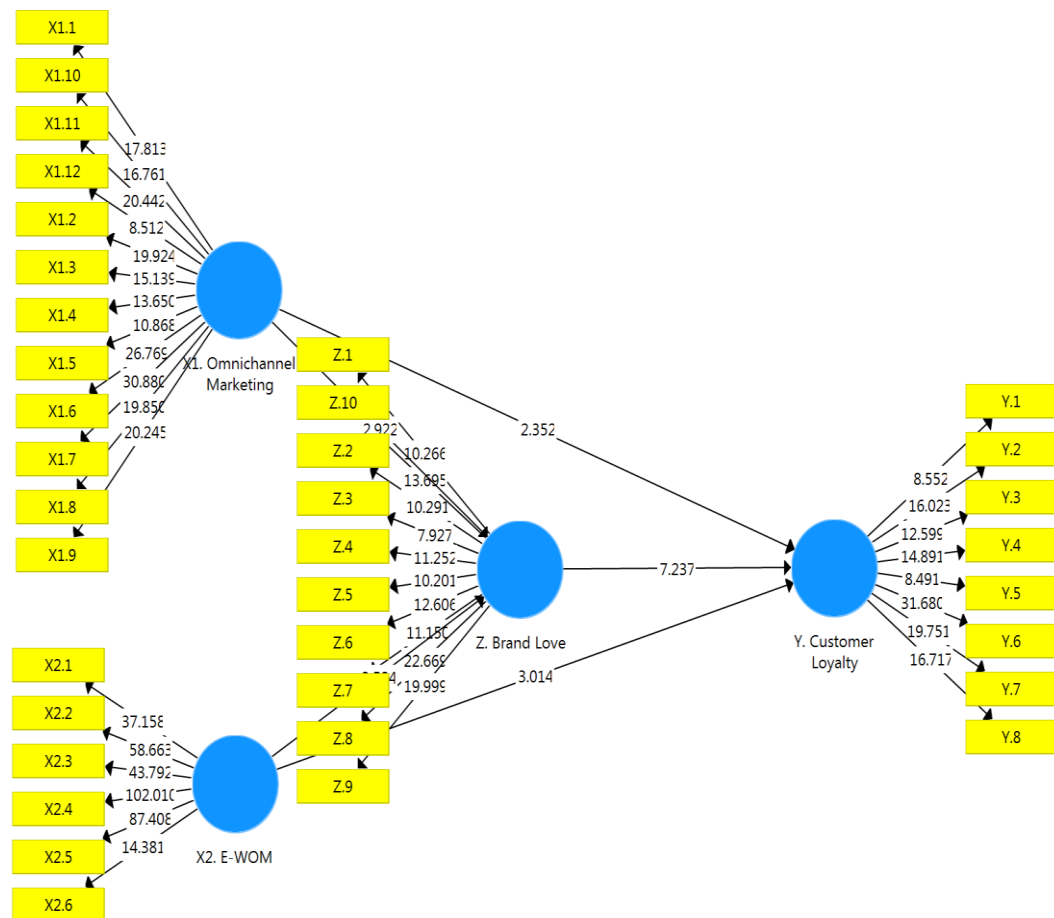 X1.1
X1.10
X1.11
X1.12
X1.2
X1.3
X1.4
X1.5
X1.6
X1.7
X1.8
X1.9
17.813
16.761
20.442
8.512
19.924
15.139
13.650
10.868
26.769
30.880
19.850
20.245
X1. Omnichannel
Marketing
Z.1
Z.10
Z.2
Z.3
Z.4
Z.5
Z.6
Z.7
Z.8
Z.9
2.922
10.266
13.695
10.291
7.927
11.252
10.201
12.606
11.150
22.669
19.999
Z. Brand Love
2.352
7.237
3.014
Y.1
Y.2
Y.3
Y.4
Y.5
Y.6
Y.7
Y.8
8.552
16.023
12.599
14.891
8.491
31.680
19.751
16.717
Y. Customer
Loyalty
X2.1
X2.2
X2.3
X2.4
X2.5
X2.6
37.158
58.663
43.792
102.010
87.408
14.381
X2. E-WOM